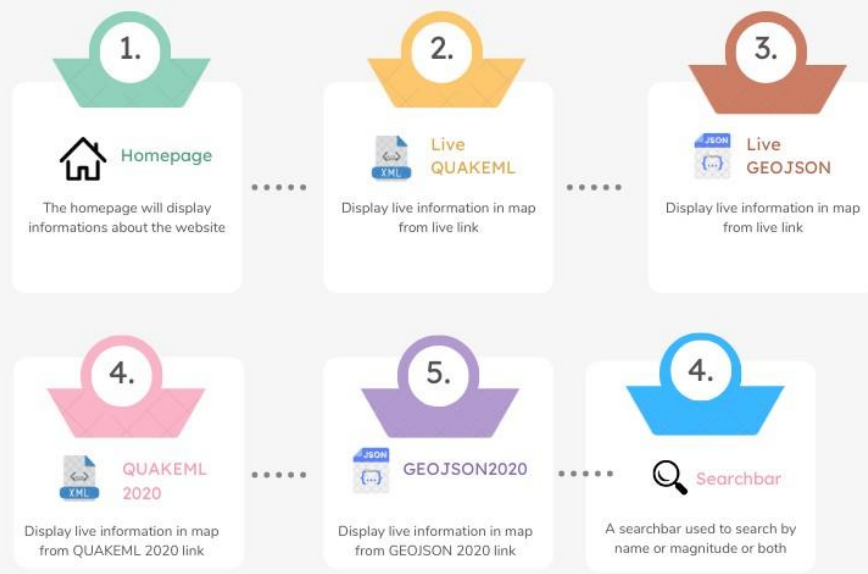 1.
Homepage
The homepage will display
informations about the website
2.
XML
Live
QUAKEML
Display live information in map
from live link
3.
JSON
{...}
Live
GEOJSON
Display live information in map
from live link
4.
XML
QUAKEML
2020
Display live information in map
from QUAKEML 2020 link
5.
JSON
{...}
GEOJSON2020
Display live information in map
from GEOJSON 2020 link
4.
Searchbar
A searchbar used to search by
name or magnitude or both